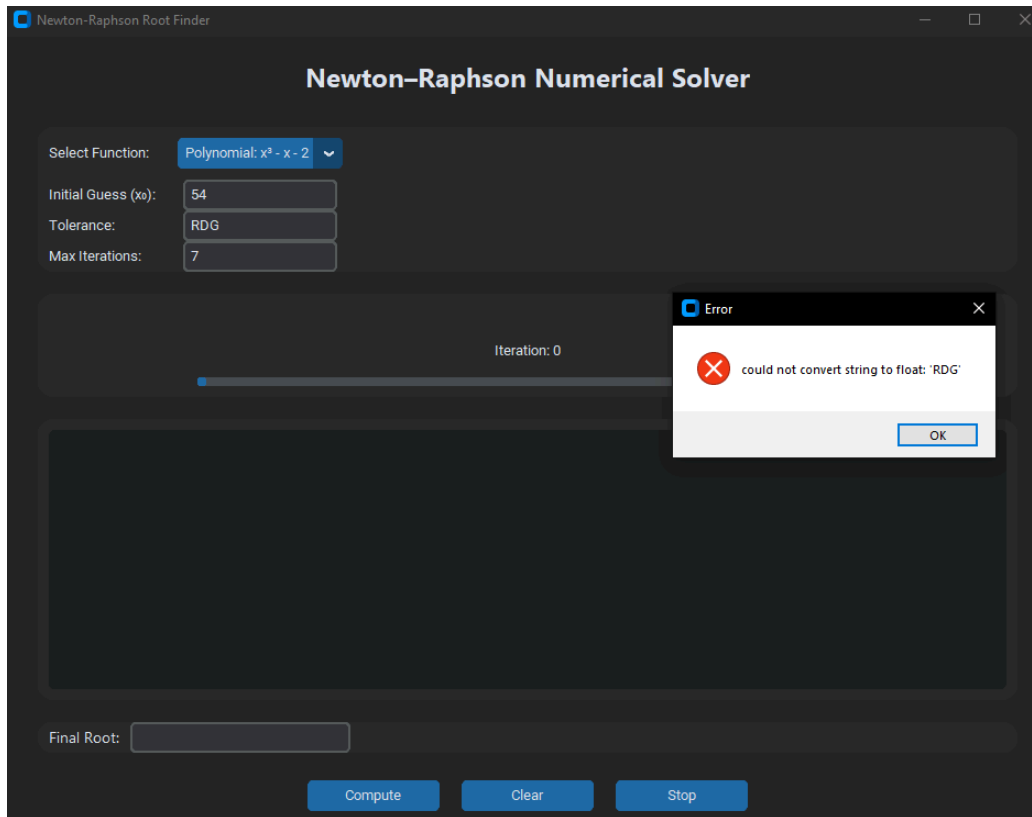 Newton-Raphson Root Finder
Newton–Raphson Numerical Solver
Select Function: Polynomial: x³ - x - 2
Initial Guess (x₀): 54
Tolerance: RDG
Max Iterations: 7
Error
Iteration: 0
could not convert string to float: 'RDG'
OK
Final Root:
Compute Clear Stop